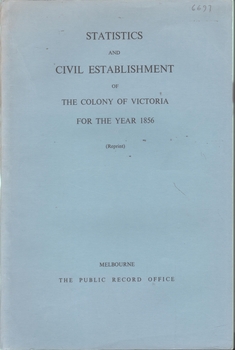 6637
STATISTICS
AND
CIVIL ESTABLISHMENT
OF
THE COLONY OF VICTORIA
FOR THE YEAR 1856
(Reprint)
MELBOURNE
THE PUBLIC RECORD OFFICE